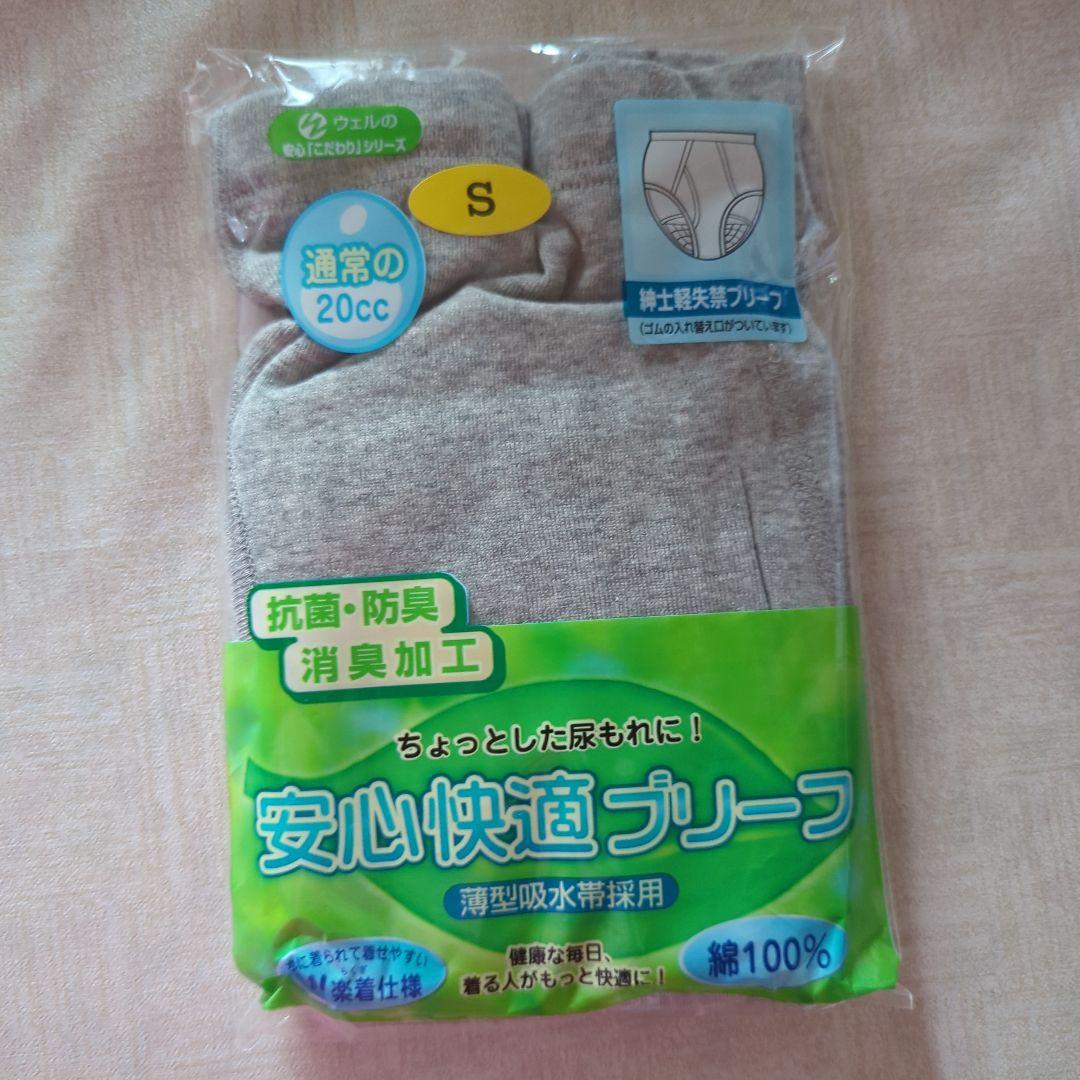 ウェルの
安心「こだわり」シリーズ
S
通常の
20cc
紳士軽失禁ブリーフ
(ゴムの入れ替え口がついています)
抗菌・防臭
消臭加工
ちょっとした尿もれに!
安心快適ブリーフ
薄型吸水帯採用
に着られて着せやすい
らくぎ
楽着仕様
健康な毎日、
着る人がもっと快適に!
綿100%